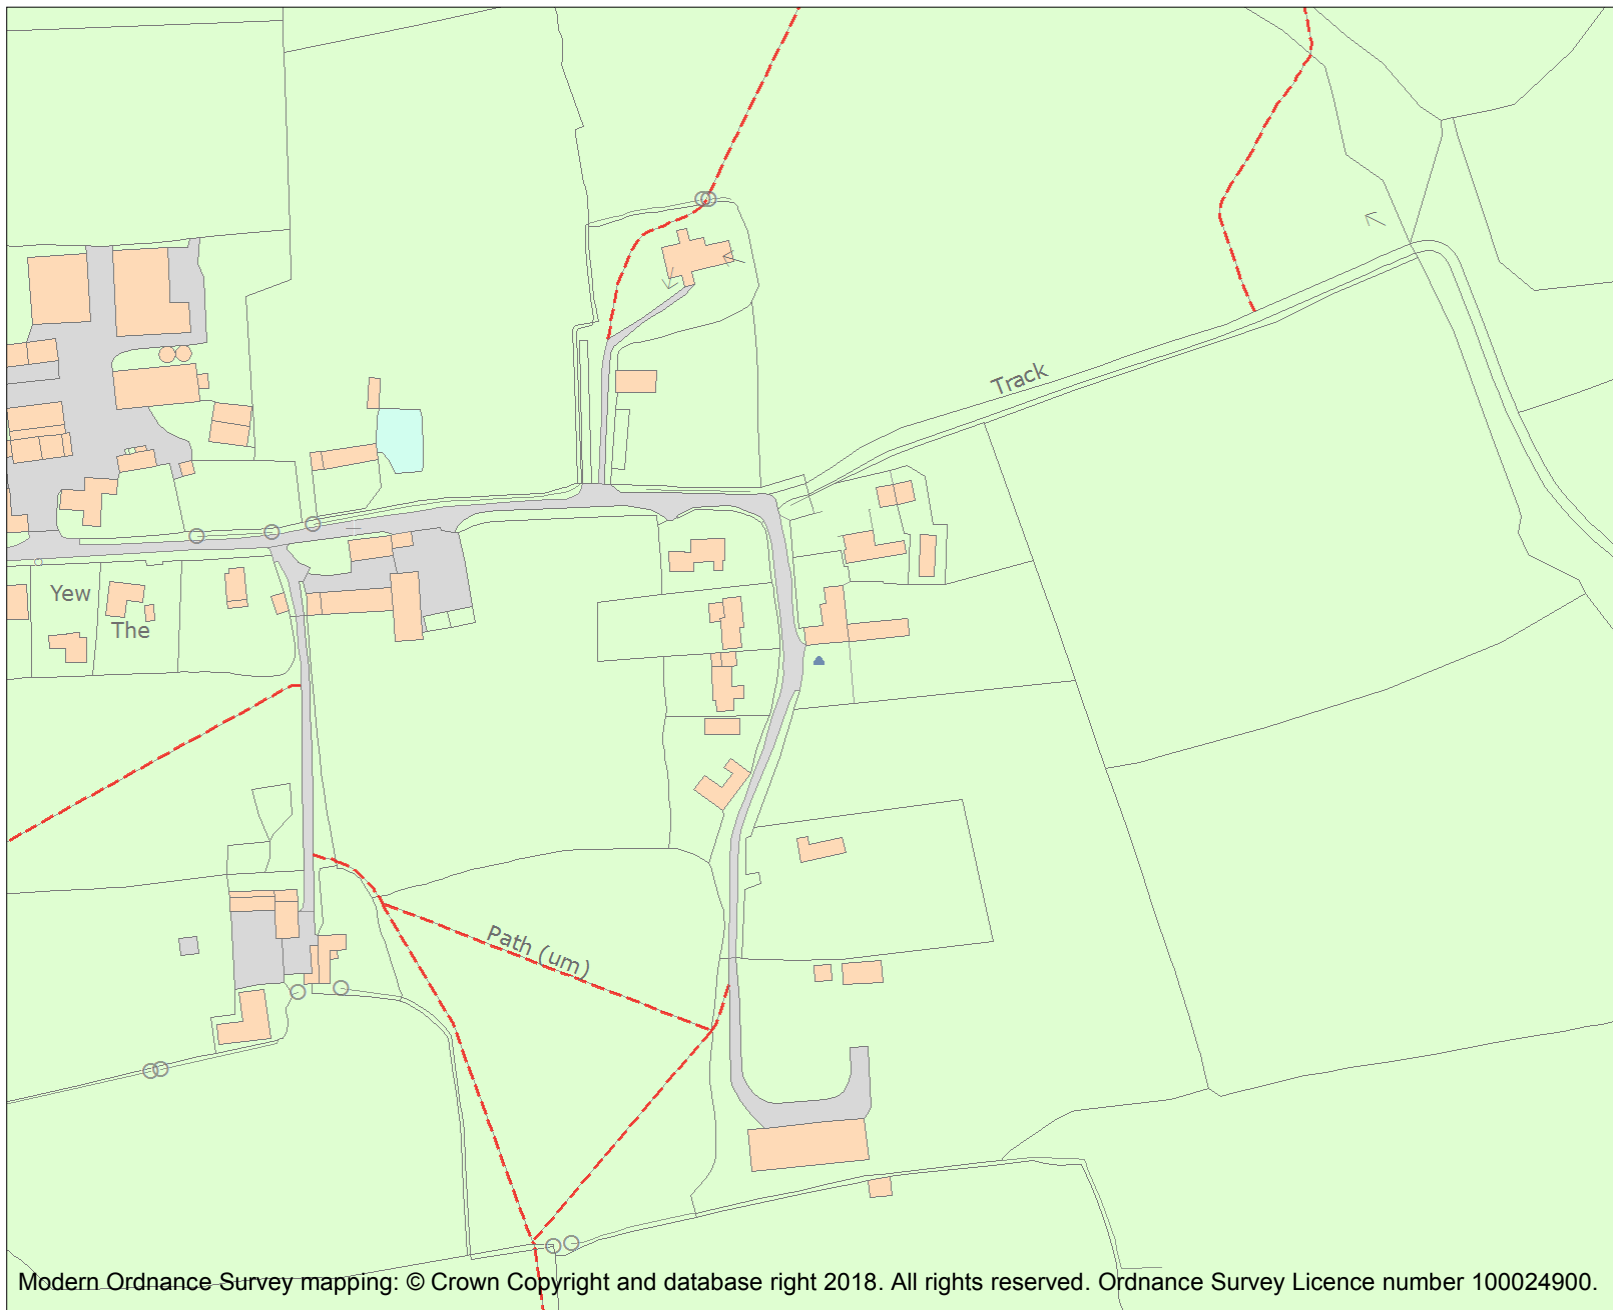 Track
Yew
The
Path (um)
Modern Ordnance Survey mapping: © Crown Copyright and database right 2018. All rights reserved. Ordnance Survey Licence number 100024900.